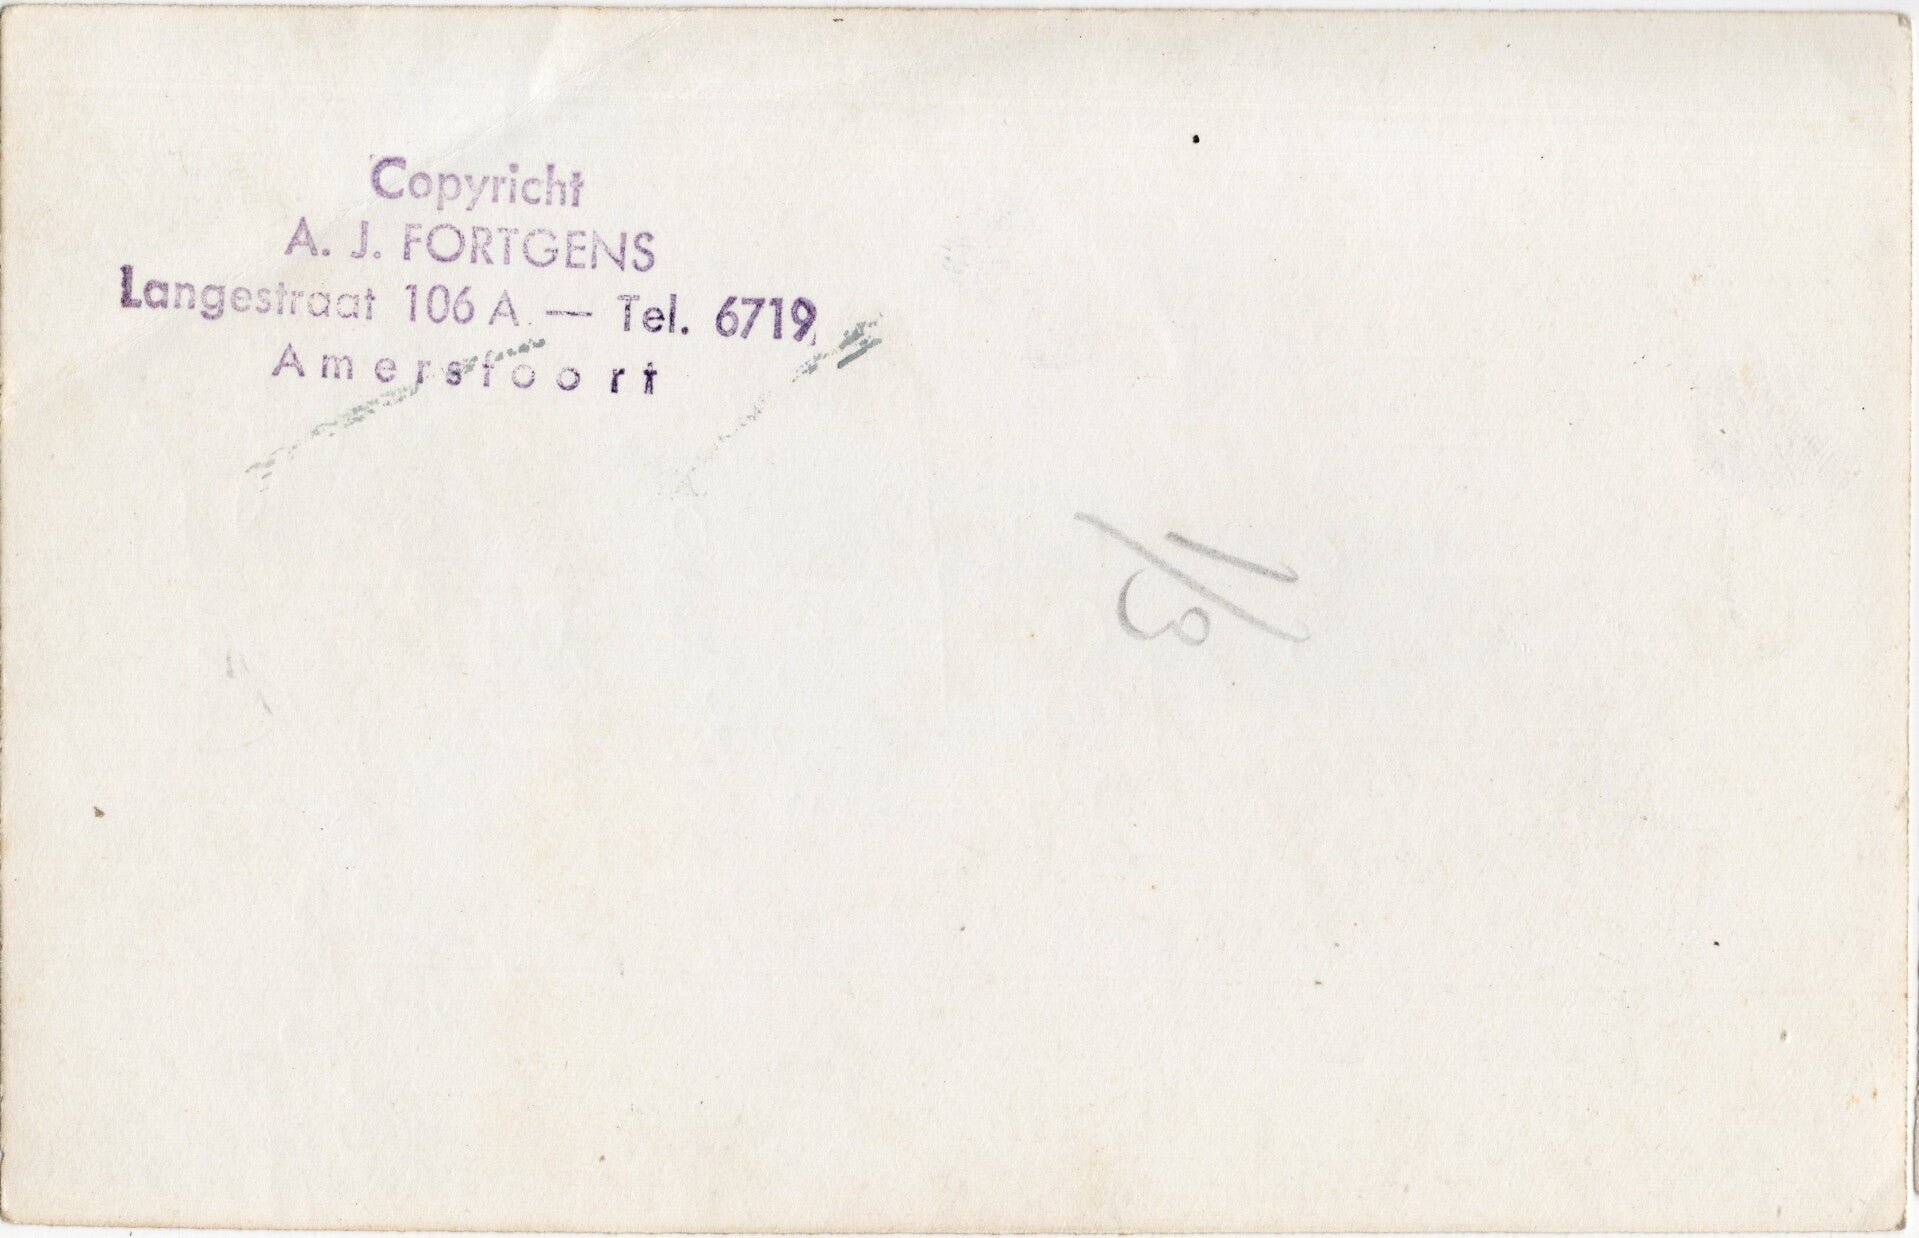 Copyricht
A. J. FORTGENS
Langestraat 106 A — Tel. 6719
Amersfoort